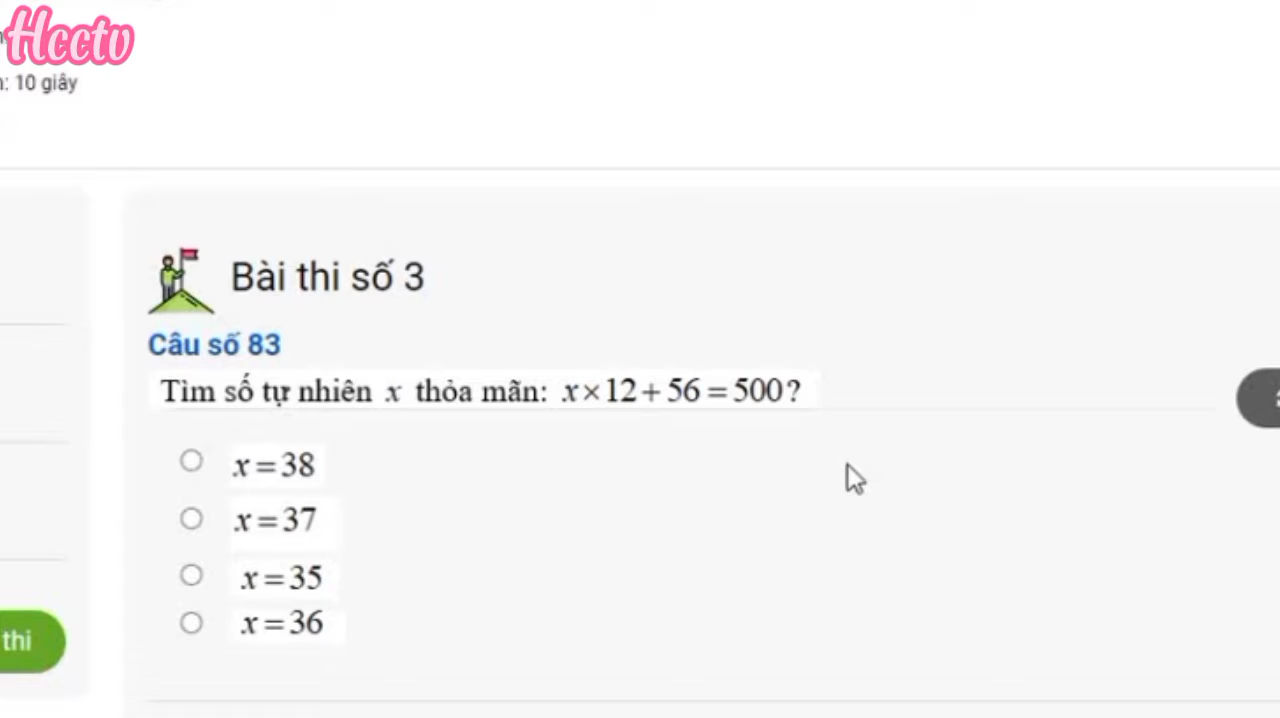 Hcctv
: 10 giây
Bài thi số 3
Câu số 83
Tìm số tự nhiên x thỏa mãn: x×12+56=500?
x=38
x=37
x=35
x=36
thi